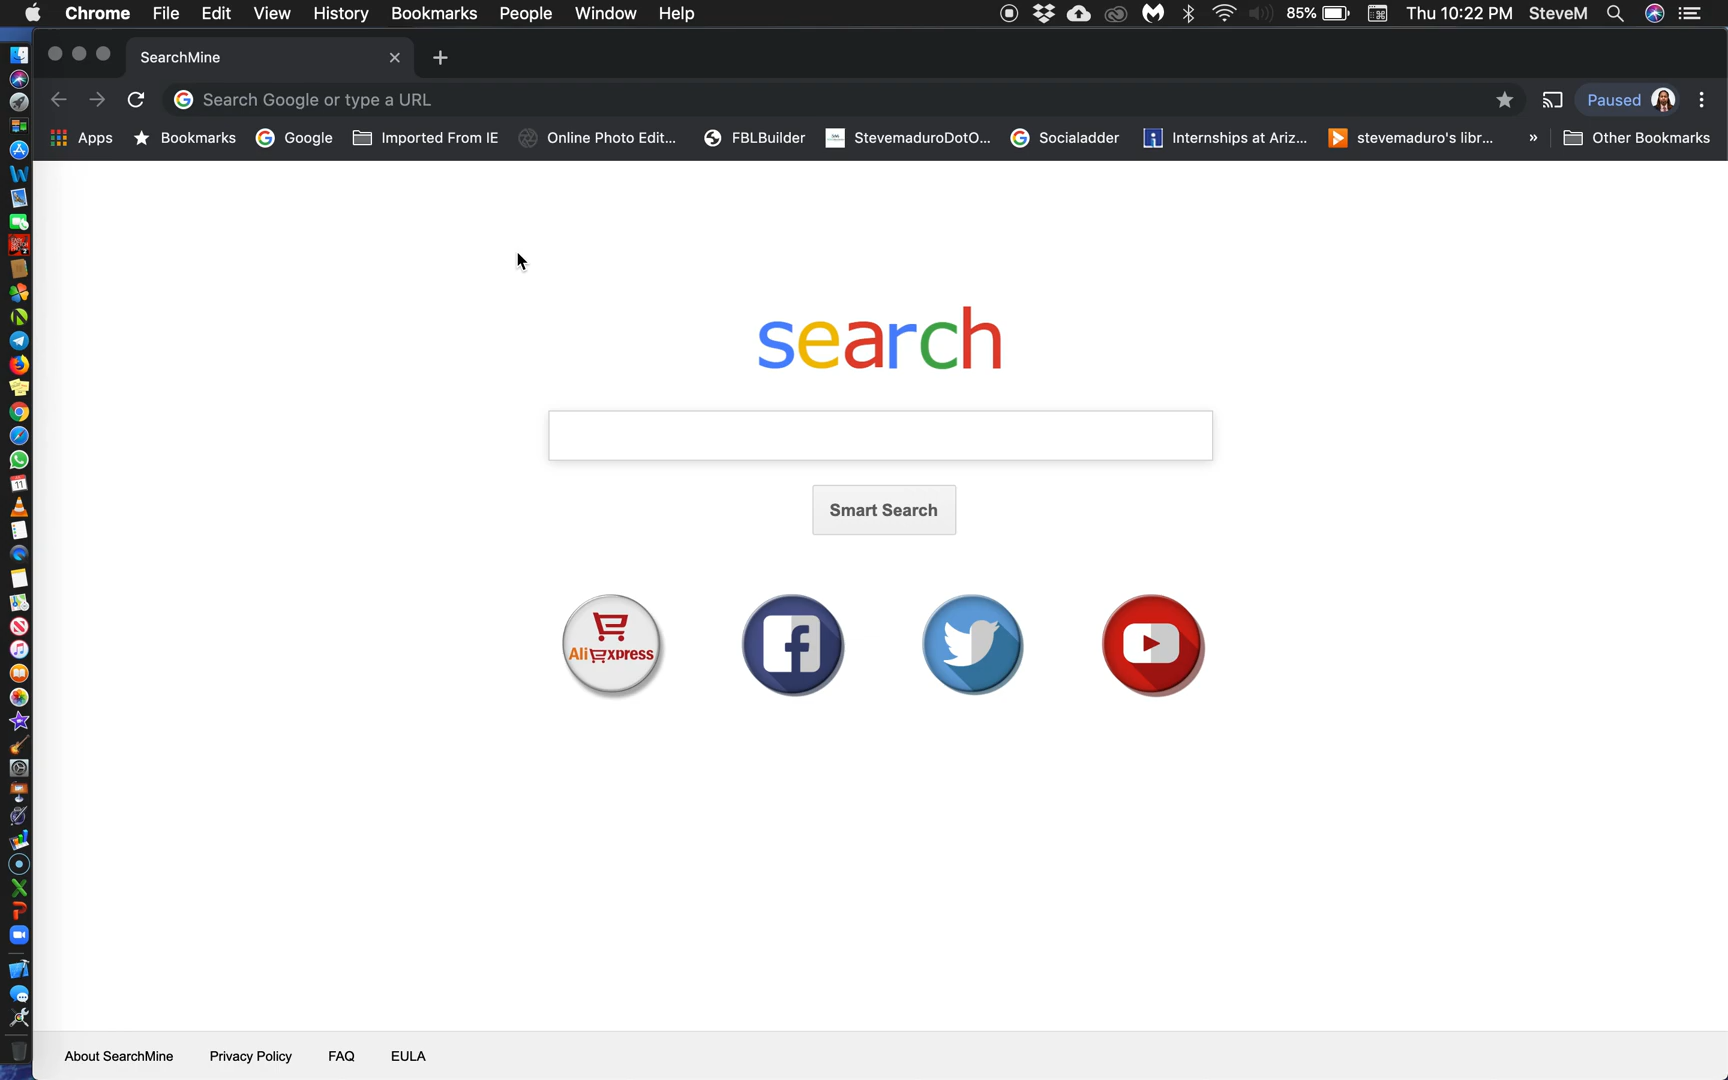 Chrome File Edit View History Bookmarks People Window Help 85% Thu 10:22 PM SteveM
SearchMine
Search Google or type a URL Paused
Apps Bookmarks Google Imported From IE Online Photo Edit... FBLBuilder StevemaduroDotO... Socialadder Internships at Ariz... stevemaduro's libr... » Other Bookmarks
search
Smart Search
AliExpress
About SearchMine Privacy Policy FAQ EULA